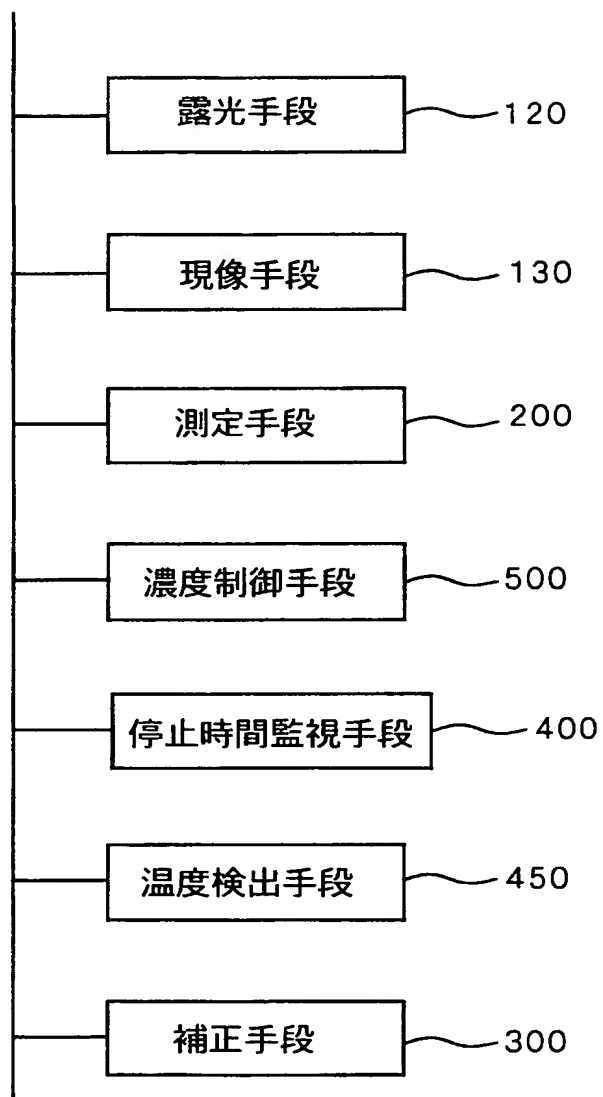 露光手段 120
現像手段 130
測定手段 200
濃度制御手段 500
停止時間監視手段 400
温度検出手段 450
補正手段 300